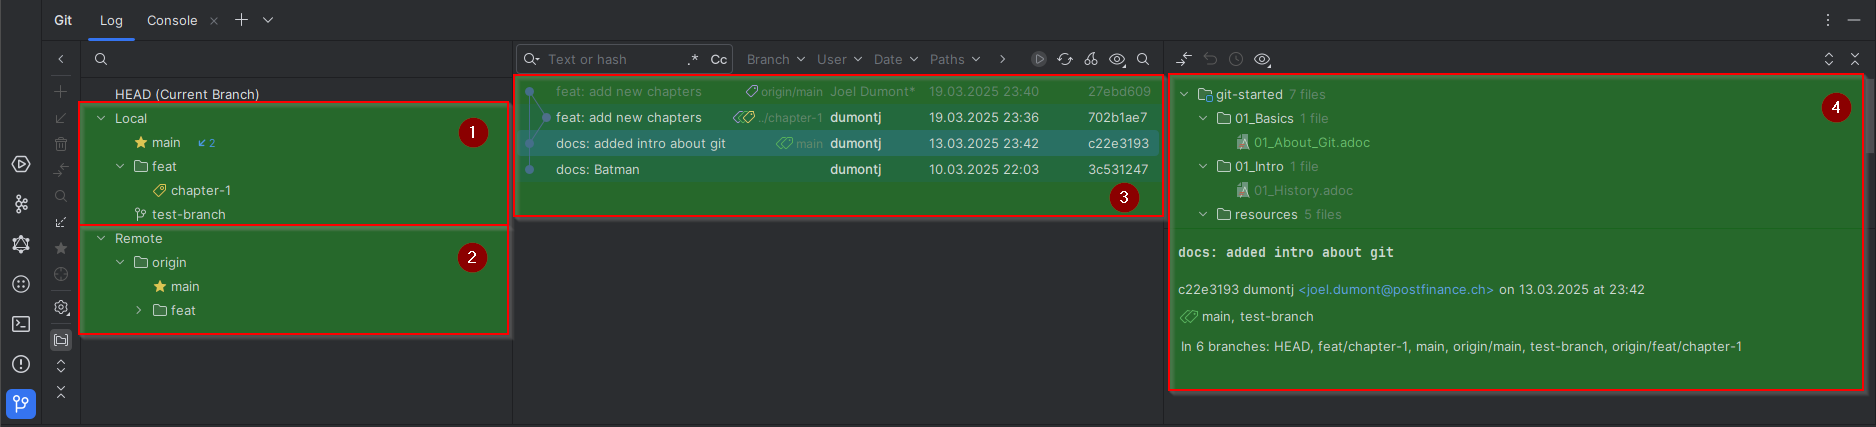 Git Log Console
Text or hash .* Cc Branch User Date Paths
HEAD (Current Branch)
Local
main 2
feat
chapter-1
test-branch
1
Remote
origin
main
feat
2
feat: add new chapters origin/main Joel Dumont* 19.03.2025 23:40 27ebd609
feat: add new chapters ../chapter-1 dumontj 19.03.2025 23:36 702b1ae7
docs: added intro about git main dumontj 13.03.2025 23:42 c22e3193
docs: Batman dumontj 10.03.2025 22:03 3c531247
3
git-started 7 files
01_Basics 1 file
01_About_Git.adoc
01_Intro 1 file
01_History.adoc
resources 5 files
4
docs: added intro about git
c22e3193 dumontj <joel.dumont@postfinance.ch> on 13.03.2025 at 23:42
main, test-branch
In 6 branches: HEAD, feat/chapter-1, main, origin/main, test-branch, origin/feat/chapter-1